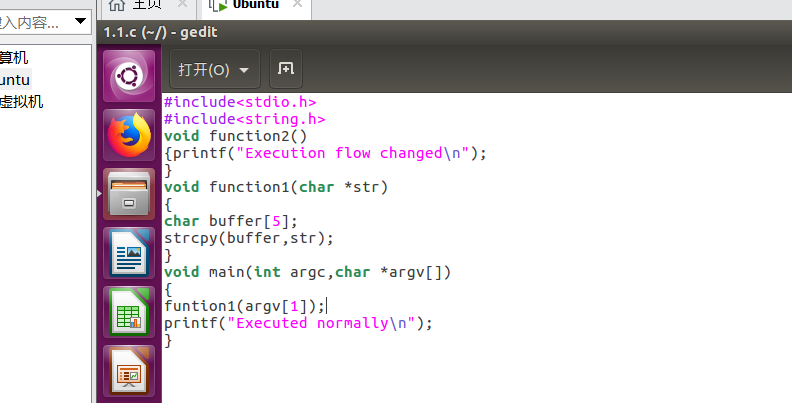 主页
Ubuntu
键入内容...
1.1.c (~/) - gedit
算机
untu
虚拟机
打开(O)
#include<stdio.h>
#include<string.h>
void function2()
{printf("Execution flow changed\n");
}
void function1(char *str)
{
char buffer[5];
strcpy(buffer,str);
}
void main(int argc,char *argv[])
{
funtion1(argv[1]);
printf("Executed normally\n");
}